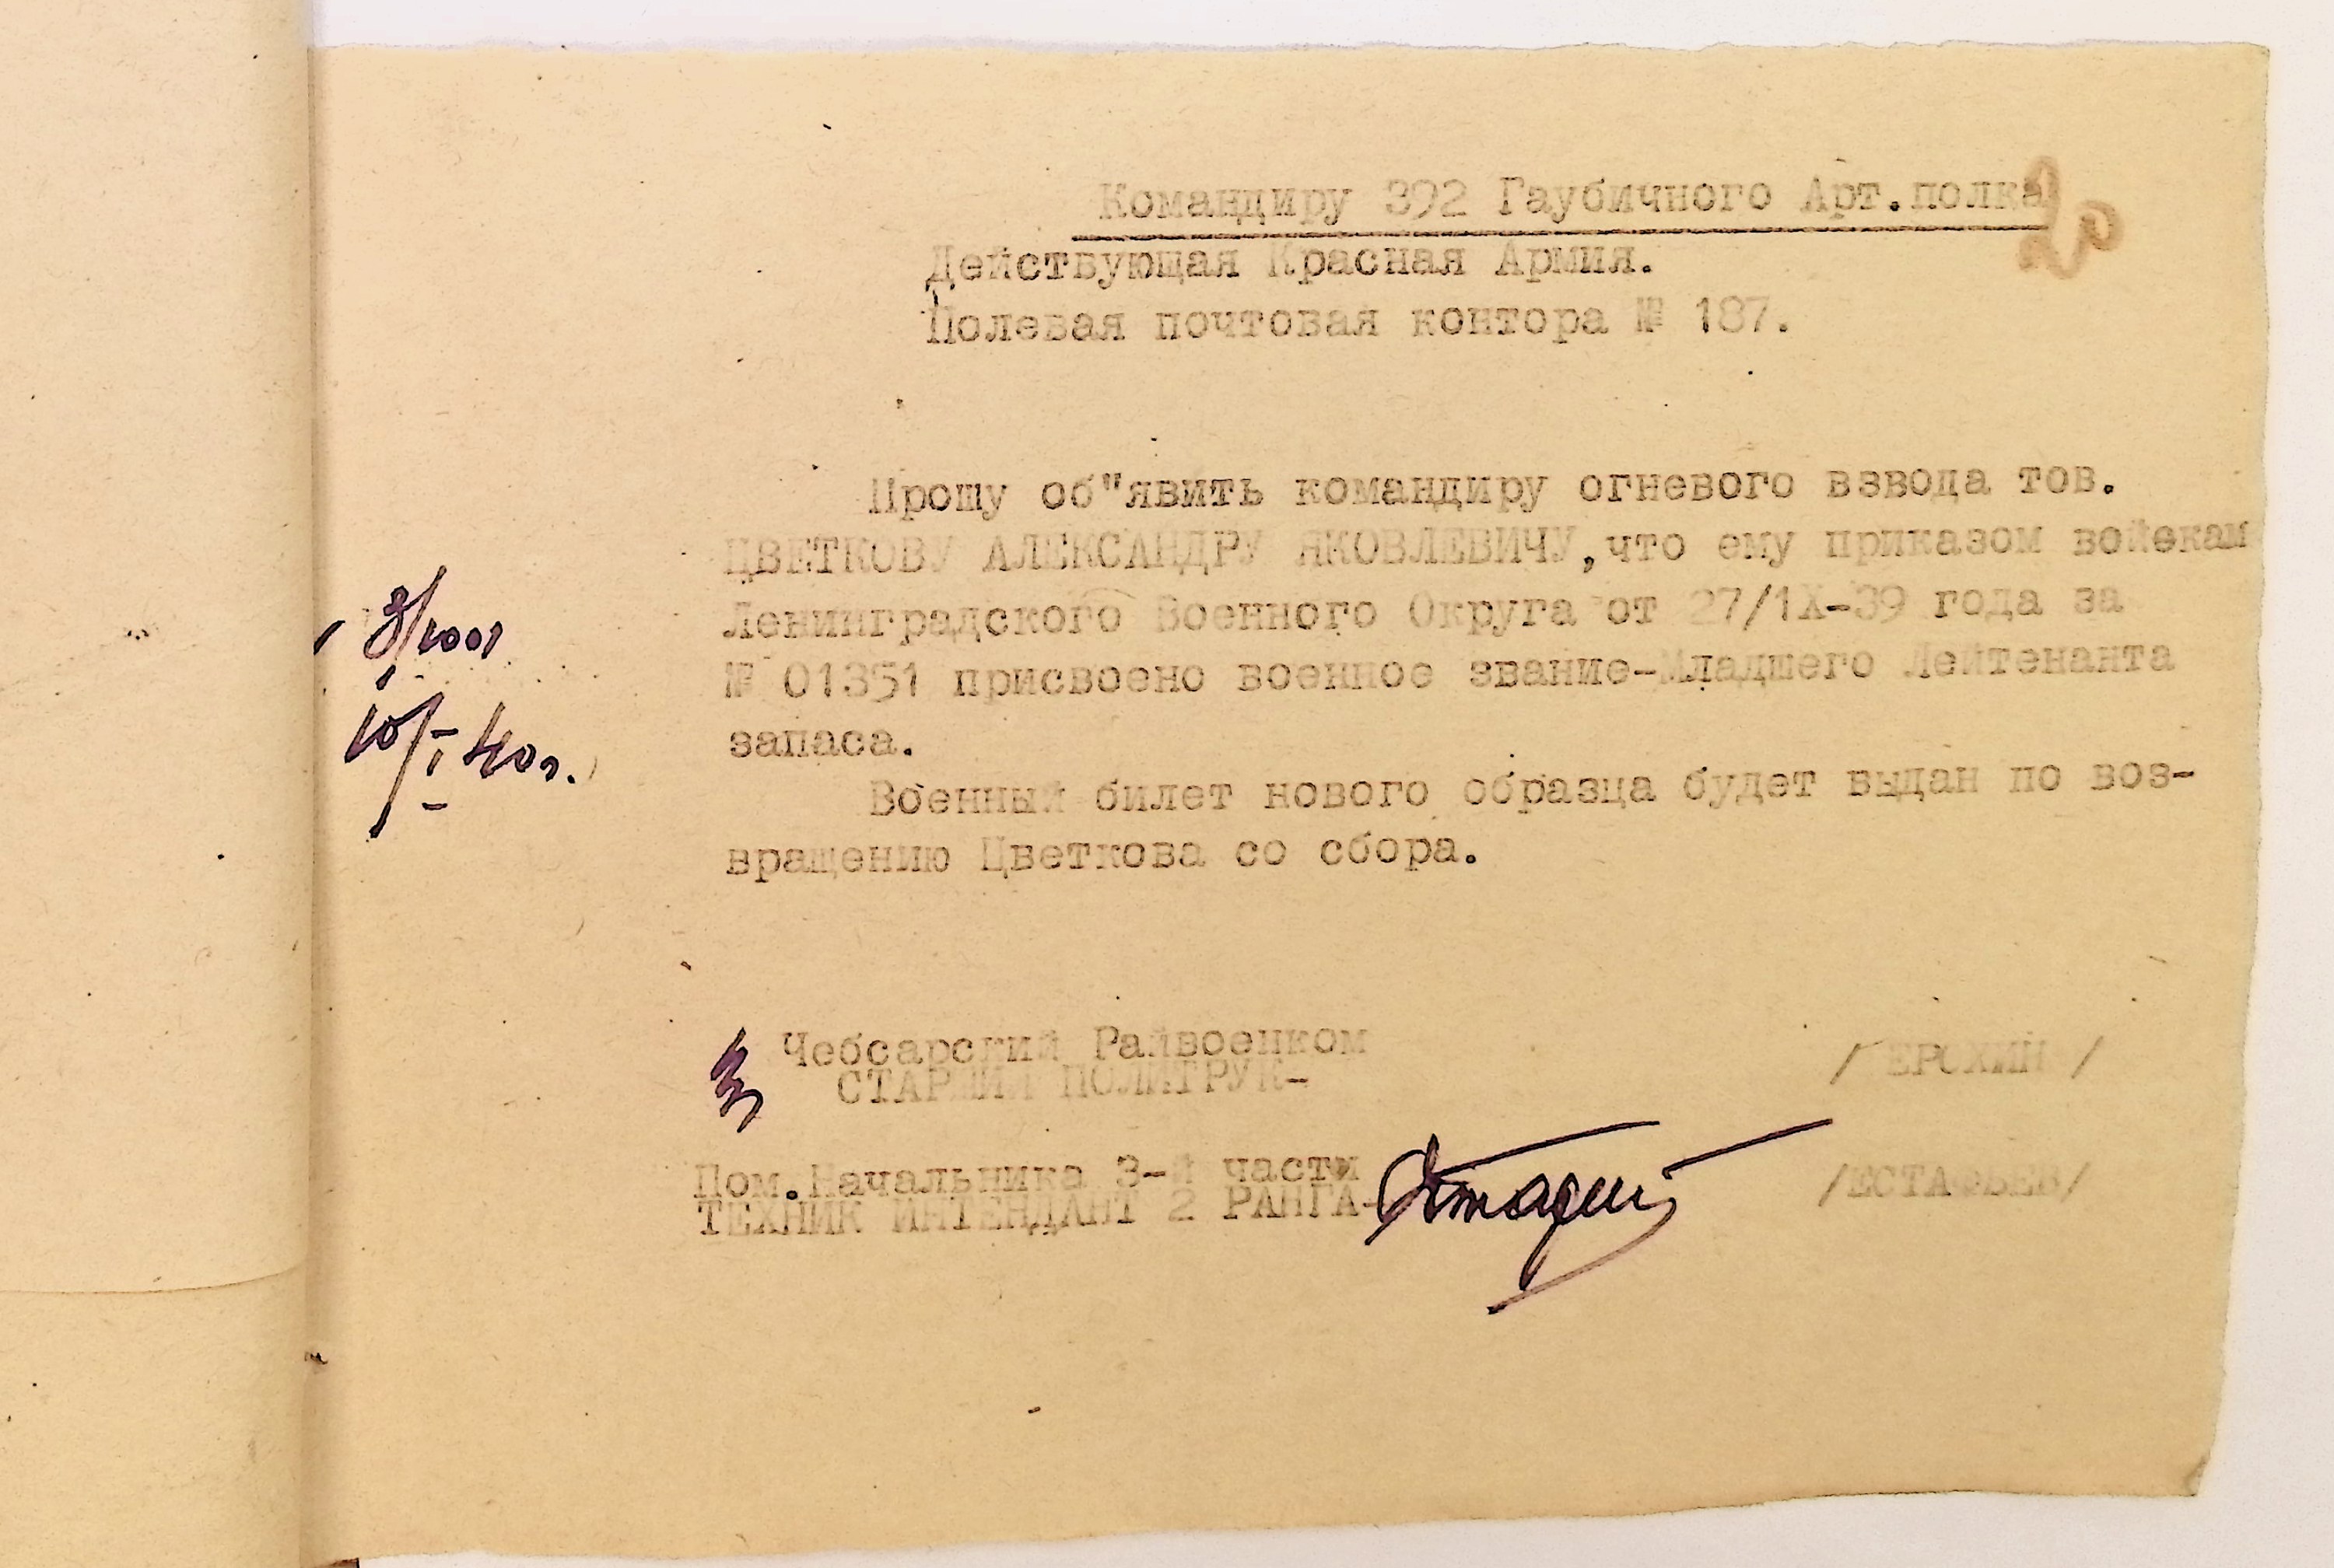 Командиру 392 Гаубичного Арт.полка
Действующая Красная Армия.
Полевая почтовая контора № 187.
Прошу об"явить командиру огневого взвода тов.
ЦВЕТКОВУ АЛЕКСАНДРУ ЯКОВЛЕВИЧУ,что ему приказом войскам
Ленинградского Военного Округа от 27/1Х-39 года за
№ 01351 присвоено военное звание-Младшего Лейтенанта
запаса.
Военный билет нового образца будет выдан по воз-
вращению Цветкова со сбора.
10/I 40г.
Чебсарский Райвоенком
СТАРШИЙ ПОЛИТРУК-
/ ЕРОХИН /
Пом.Начальника 3-й части
ТЕХНИК ИНТЕНДАНТ 2 РАНГА-
/ЕСТАФЬЕВ/